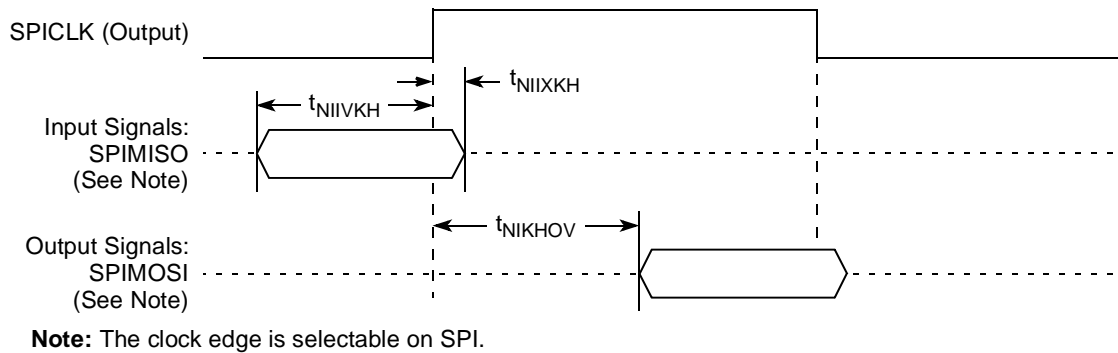 SPICLK (Output)
tNIIXKH
tNIIVKH
Input Signals:
SPIMISO
(See Note)
tNIKHOV
Output Signals:
SPIMOSI
(See Note)
Note: The clock edge is selectable on SPI.